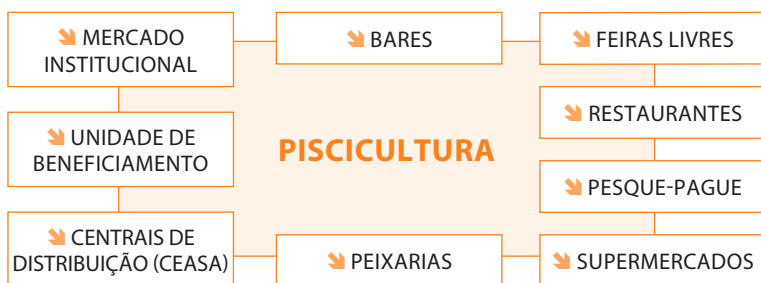 MERCADO
INSTITUCIONAL
BARES
FEIRAS LIVRES
RESTAURANTES
UNIDADE DE
BENEFICIAMENTO
PISCICULTURA
PESQUE-PAGUE
CENTRAIS DE
DISTRIBUIÇÃO (CEASA)
PEIXARIAS
SUPERMERCADOS